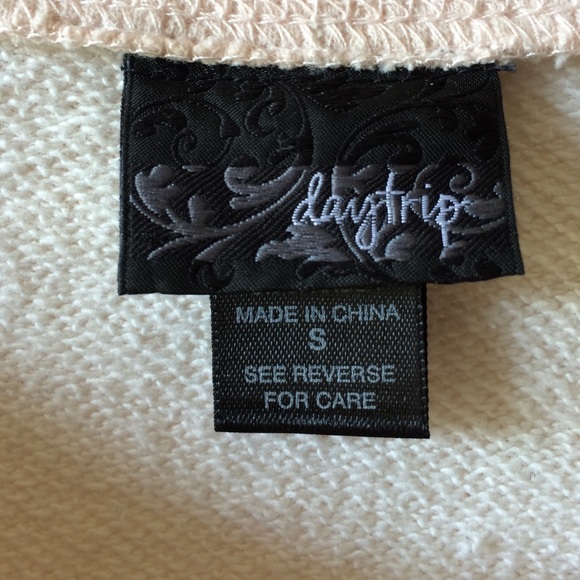 daytrip
MADE IN CHINA
S
SEE REVERSE
FOR CARE